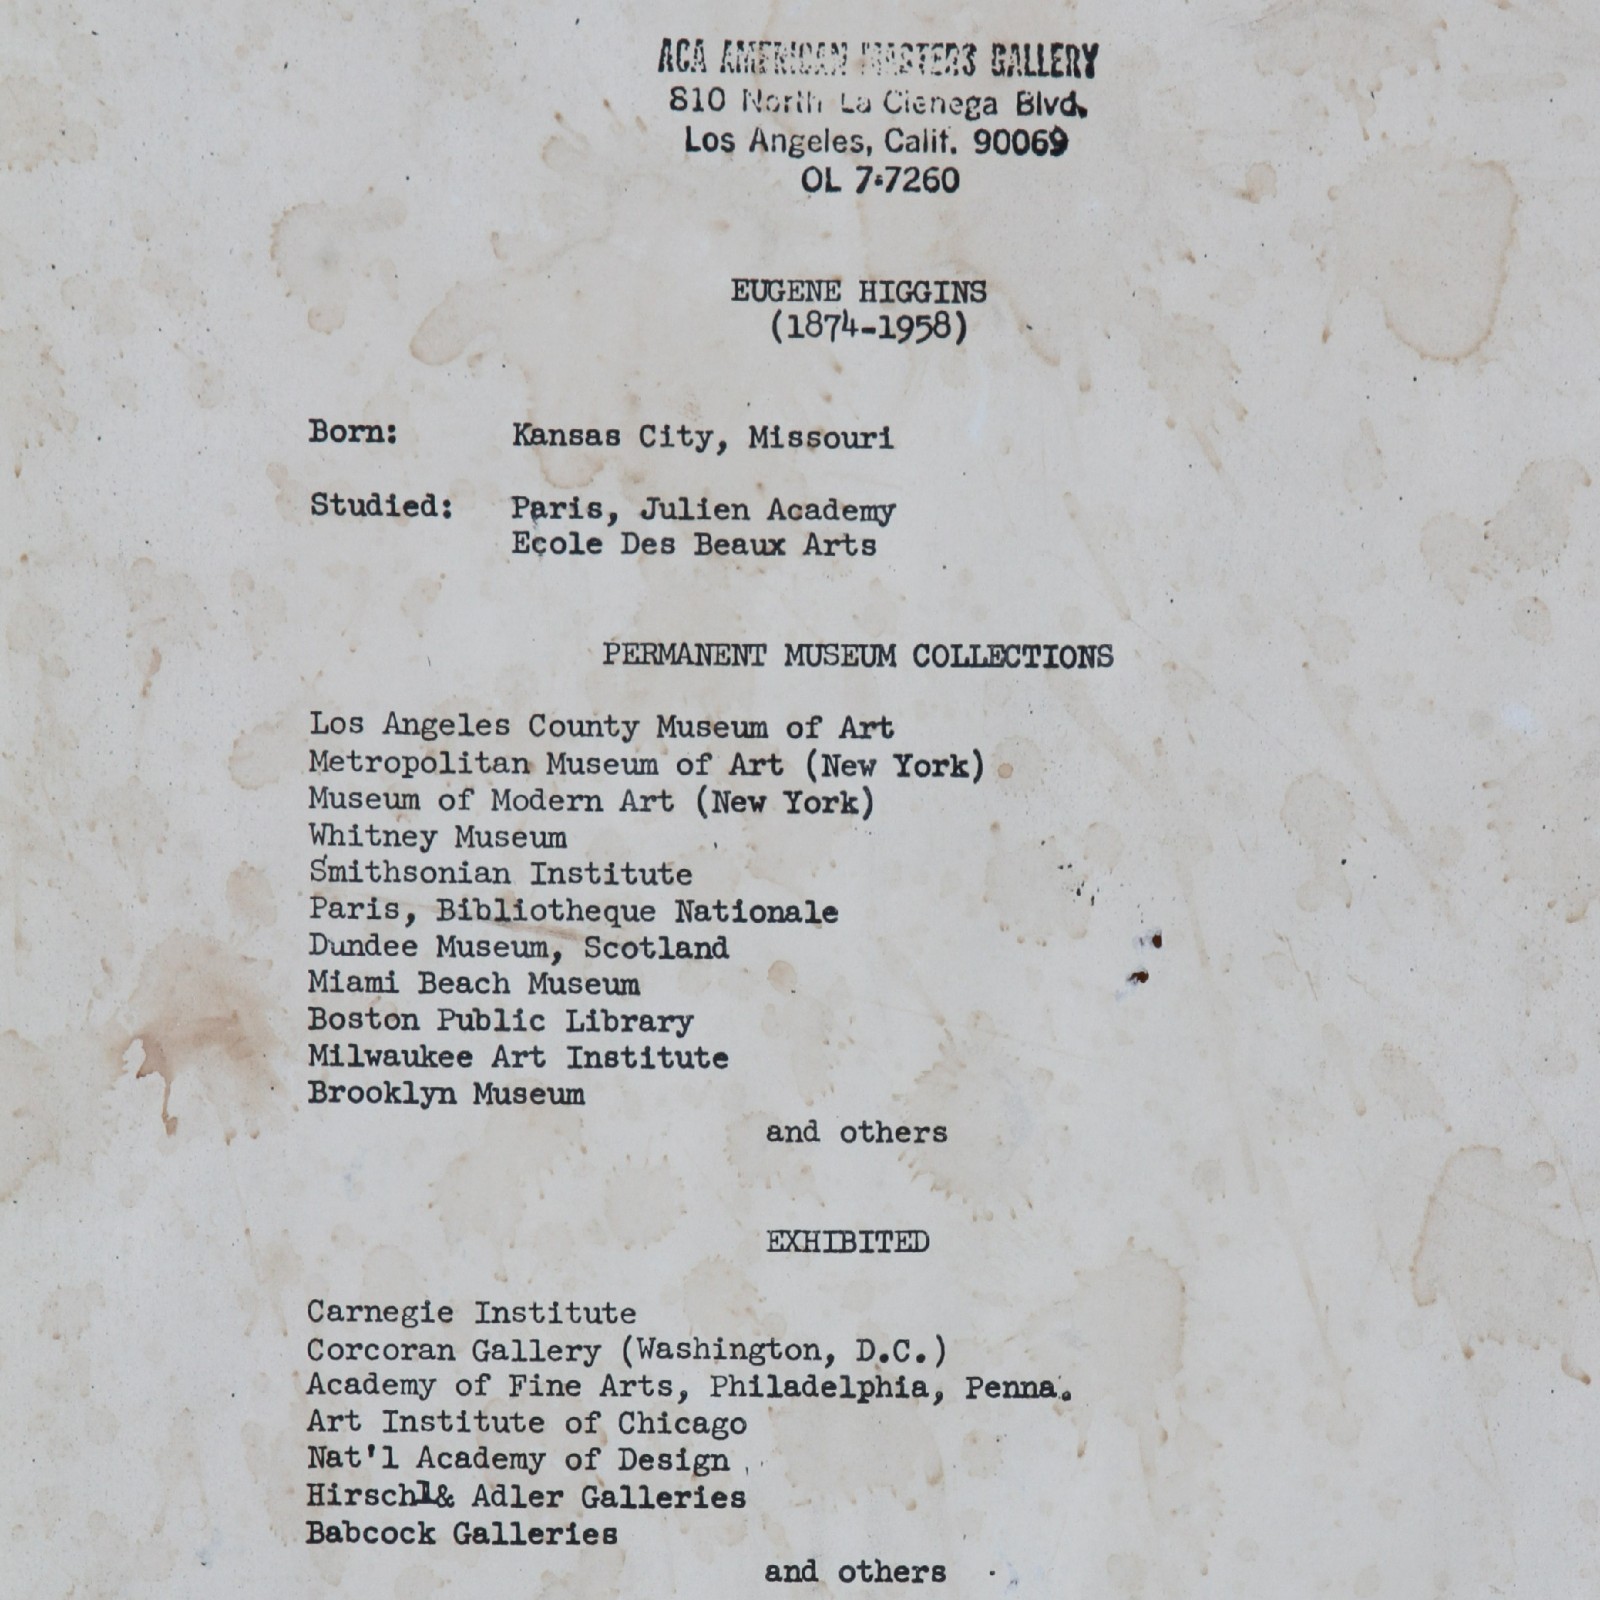 ACA AMERICAN MASTERS GALLERY
810 North La Cienega Blvd.
Los Angeles, Calif. 90069
OL 7-7260
EUGENE HIGGINS
(1874-1958)
Born: Kansas City, Missouri
Studied: Paris, Julien Academy
Ecole Des Beaux Arts
PERMANENT MUSEUM COLLECTIONS
Los Angeles County Museum of Art
Metropolitan Museum of Art (New York)
Museum of Modern Art (New York)
Whitney Museum
Smithsonian Institute
Paris, Bibliotheque Nationale
Dundee Museum, Scotland
Miami Beach Museum
Boston Public Library
Milwaukee Art Institute
Brooklyn Museum
and others
EXHIBITED
Carnegie Institute
Corcoran Gallery (Washington, D.C.)
Academy of Fine Arts, Philadelphia, Penna.
Art Institute of Chicago
Nat'l Academy of Design
Hirschl& Adler Galleries
Babcock Galleries
and others